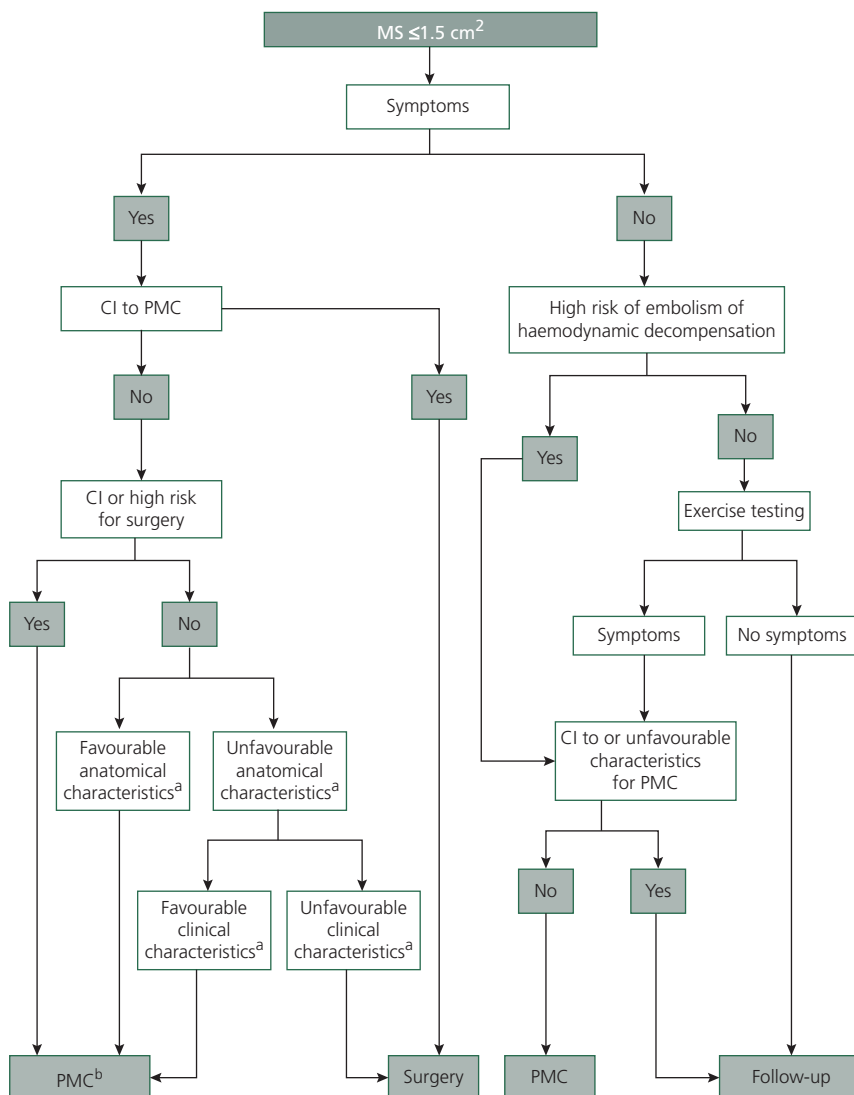 MS ≤1.5 cm²
Symptoms
Yes
No
CI to PMC
High risk of embolism of
haemodynamic decompensation
No
Yes
Yes
No
CI or high risk
for surgery
Exercise testing
Yes
No
Symptoms
No symptoms
Favourable
anatomical
characteristicsᵃ
Unfavourable
anatomical
characteristicsᵃ
CI to or unfavourable
characteristics
for PMC
Favourable
clinical
characteristicsᵃ
Unfavourable
clinical
characteristicsᵃ
No
Yes
PMCᵇ
Surgery
PMC
Follow-up